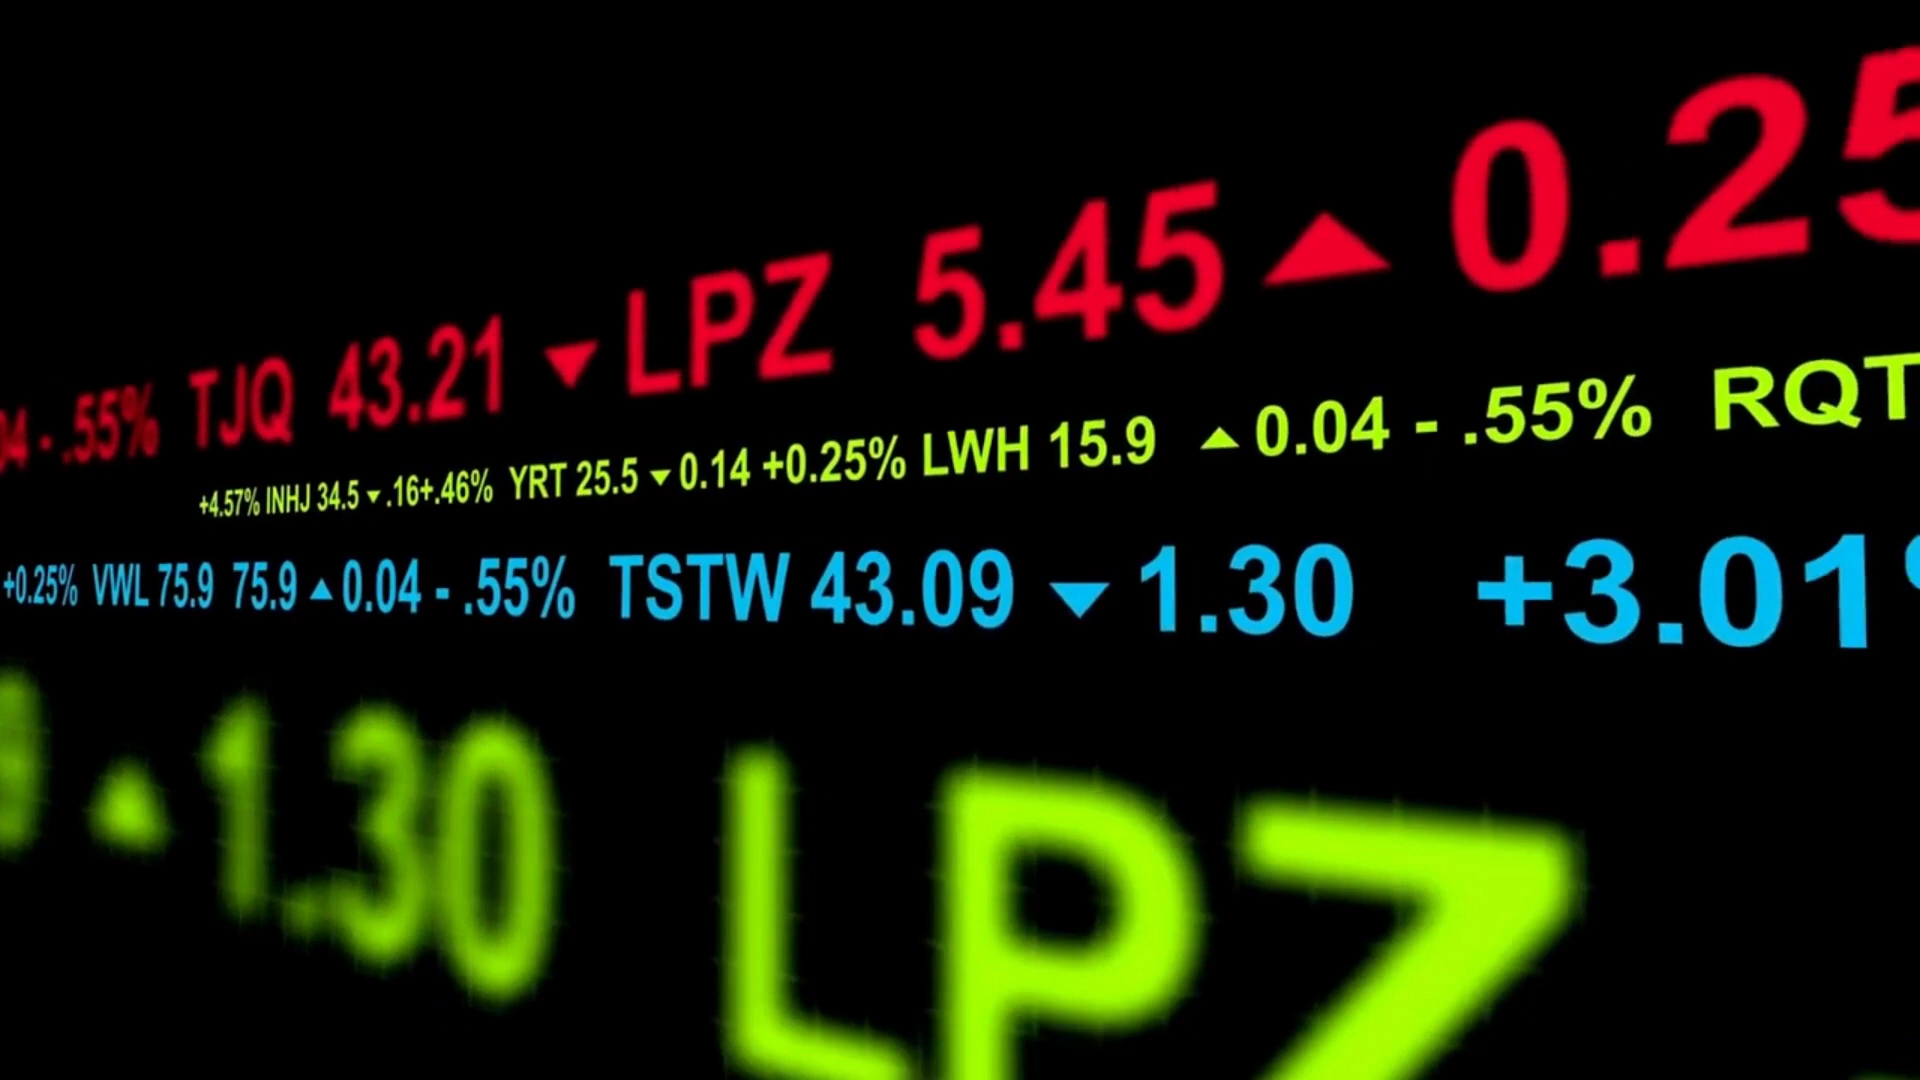 04 - .55% TJQ 43.21 ▼ LPZ 5.45 ▲ 0.25
+4.57% INHJ 34.5 ▼ .16+.46% YRT 25.5 ▼ 0.14 +0.25% LWH 15.9 ▲ 0.04 - .55% RQT
+0.25% VWL 75.9 75.9 ▲ 0.04 - .55% TSTW 43.09 ▼ 1.30 +3.01%
▲ 1.30 LPZ